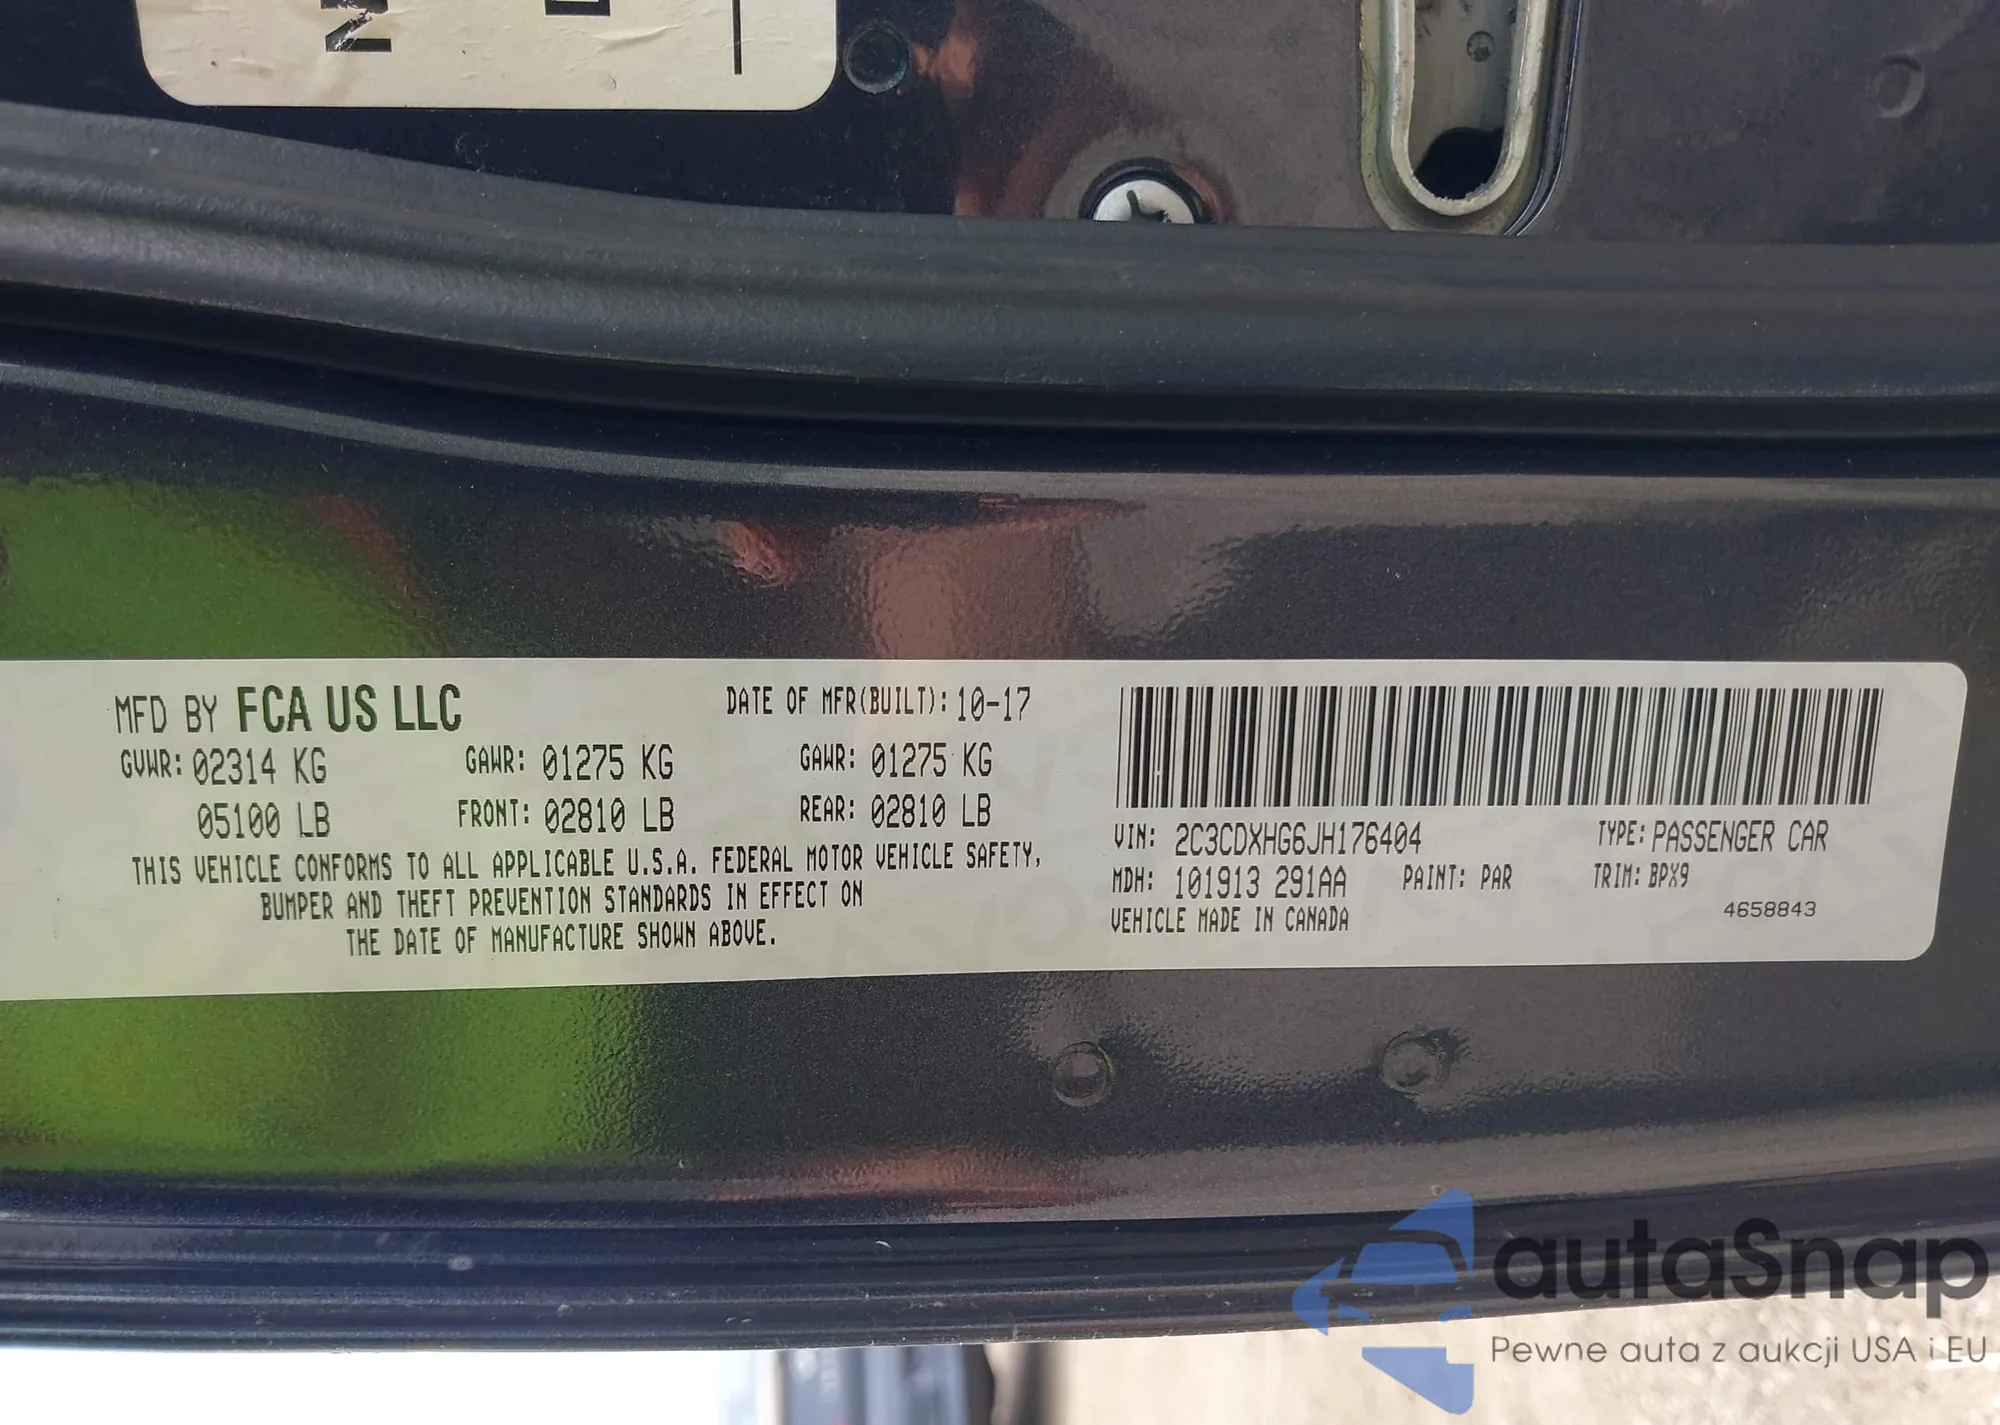 MFD BY FCA US LLC
DATE OF MFR(BUILT): 10-17
GVWR: 02314 KG
GAWR: 01275 KG
GAWR: 01275 KG
05100 LB
FRONT: 02810 LB
REAR: 02810 LB
THIS VEHICLE CONFORMS TO ALL APPLICABLE U.S.A. FEDERAL MOTOR VEHICLE SAFETY,
BUMPER AND THEFT PREVENTION STANDARDS IN EFFECT ON
THE DATE OF MANUFACTURE SHOWN ABOVE.
VIN: 2C3CDXHG6JH176404
TYPE: PASSENGER CAR
MDH: 101913 291AA
PAINT: PAR
TRIM: BPX9
VEHICLE MADE IN CANADA
4658843
autaSnap
Pewne auta z aukcji USA i EU